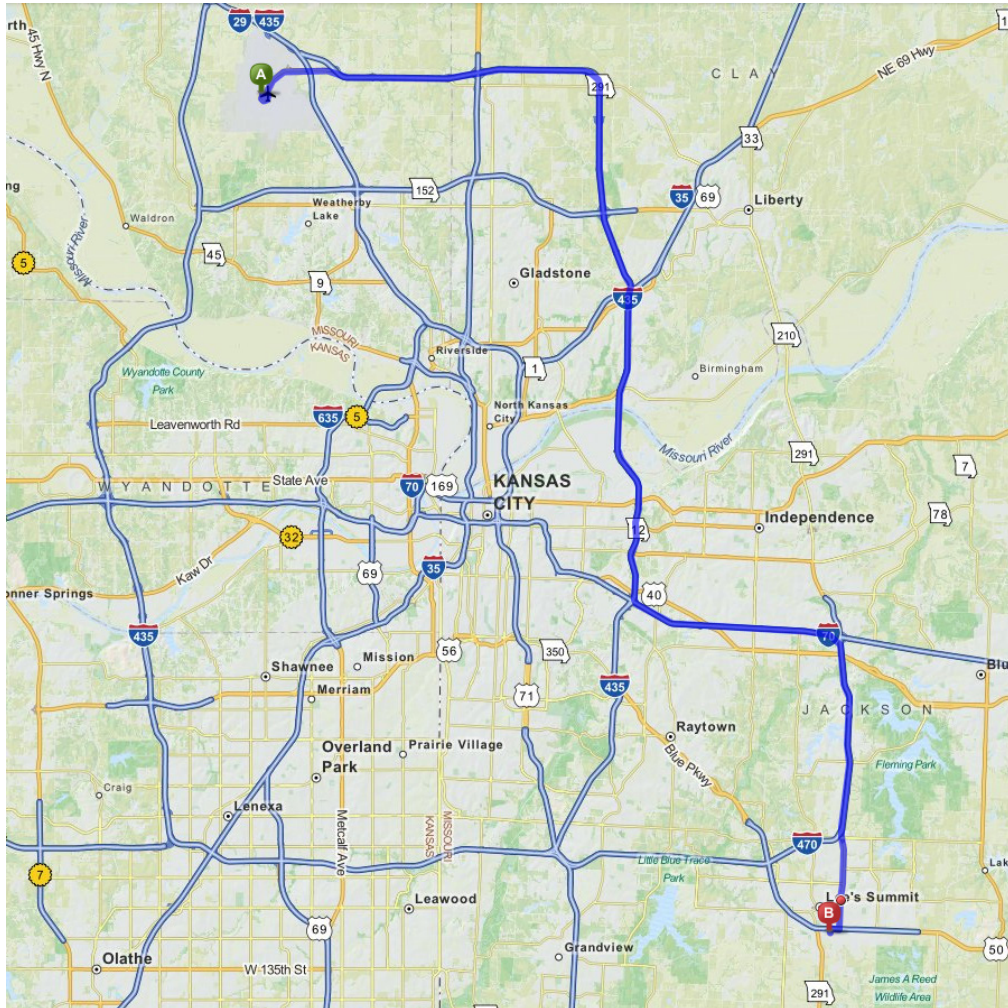 orth
45 Hwy N
29
435
A
CLAY
NE 69 Hwy
291
33
ng
152
Weatherby
Lake
35
69
Liberty
Waldron
Missouri River
45
5
9
Gladstone
435
MISSOURI
KANSAS
210
Riverside
1
Birmingham
Wyandotte County
Park
North Kansas
City
635
5
Leavenworth Rd
Missouri River
291
7
WYANDOTTE
State Ave
70
169
KANSAS
CITY
12
Independence
78
32
Kaw Dr
69
35
40
onner Springs
435
70
Shawnee
Mission
56
350
Blu
Merriam
71
435
JACKSON
Raytown
Overland
Park
Prairie Village
Blue Pkwy
Fleming Park
Craig
Lenexa
Metcalf Ave
MISSOURI
KANSAS
470
7
Little Blue Trace
Park
Lak
Leawood
Lee's Summit
B
69
Grandview
50
Olathe
W 135th St
291
James A Reed
Wildlife Area